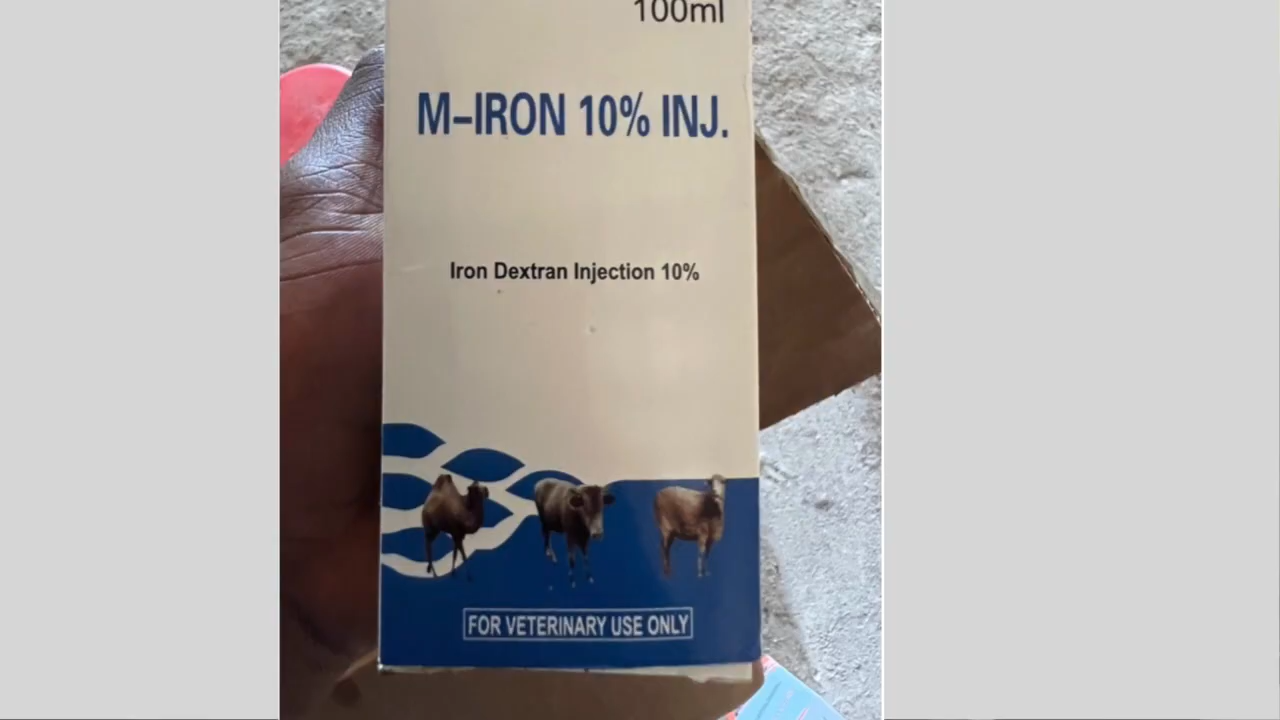 100ml
M-IRON 10% INJ.
Iron Dextran Injection 10%
FOR VETERINARY USE ONLY